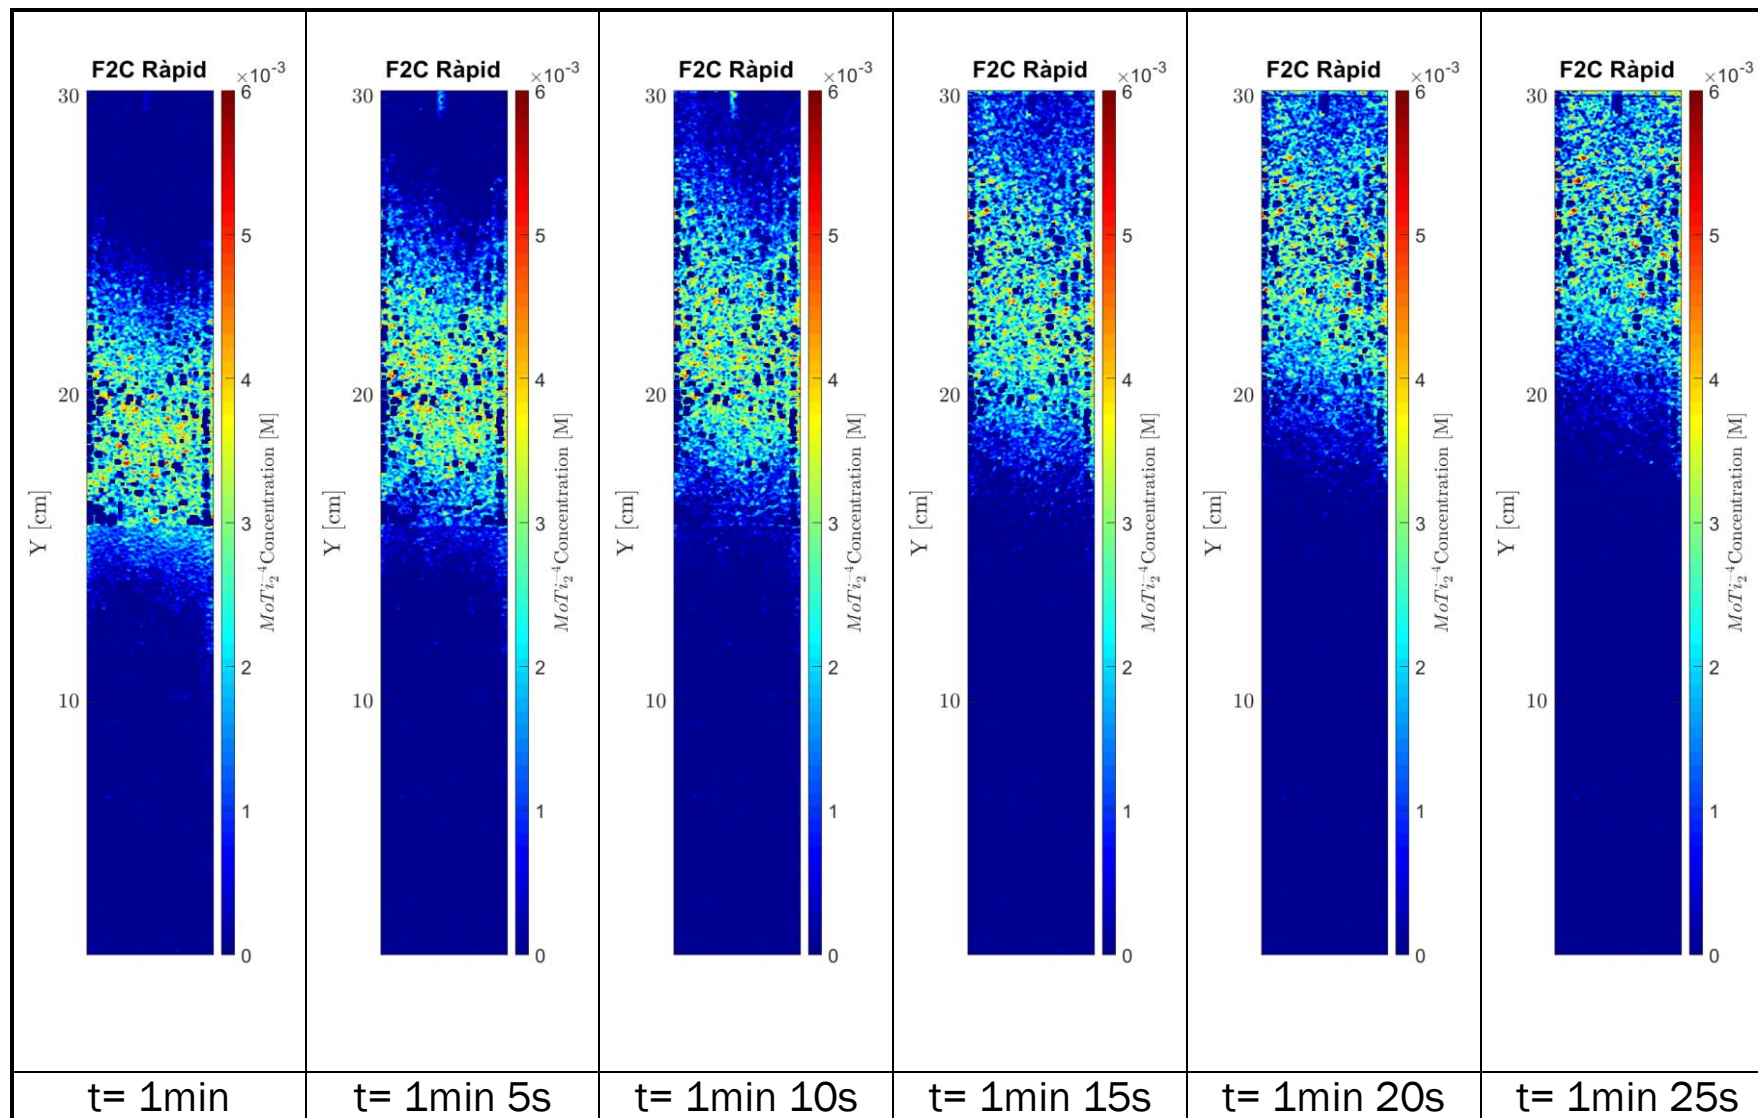 F2C Ràpid
×10⁻³
30
20
10
Y [cm]
6
5
4
3
2
1
0
MoTi₂⁻⁴Concentration [M]
t= 1min
F2C Ràpid
×10⁻³
30
20
10
Y [cm]
6
5
4
3
2
1
0
MoTi₂⁻⁴Concentration [M]
t= 1min 5s
F2C Ràpid
×10⁻³
30
20
10
Y [cm]
6
5
4
3
2
1
0
MoTi₂⁻⁴Concentration [M]
t= 1min 10s
F2C Ràpid
×10⁻³
30
20
10
Y [cm]
6
5
4
3
2
1
0
MoTi₂⁻⁴Concentration [M]
t= 1min 15s
F2C Ràpid
×10⁻³
30
20
10
Y [cm]
6
5
4
3
2
1
0
MoTi₂⁻⁴Concentration [M]
t= 1min 20s
F2C Ràpid
×10⁻³
30
20
10
Y [cm]
6
5
4
3
2
1
0
MoTi₂⁻⁴Concentration [M]
t= 1min 25s